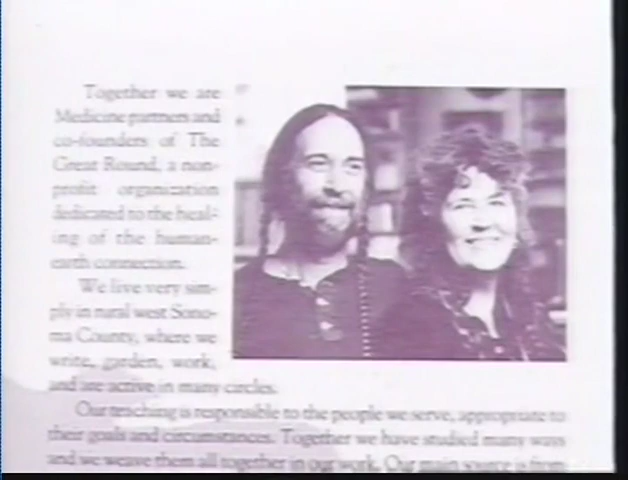 Together we are
Medicine partners and
co-founders of The
Great Round, a non-
profit organization
dedicated to the heal-
ing of the human-
earth connection.
We live very sim-
ply in rural west Sono-
ma County, where we
write, garden, work,
and are active in many circles.
Our teaching is responsible to the people we serve, appropriate to
their goals and circumstances. Together we have studied many ways
and we weave them all together in our work. Our main source is from